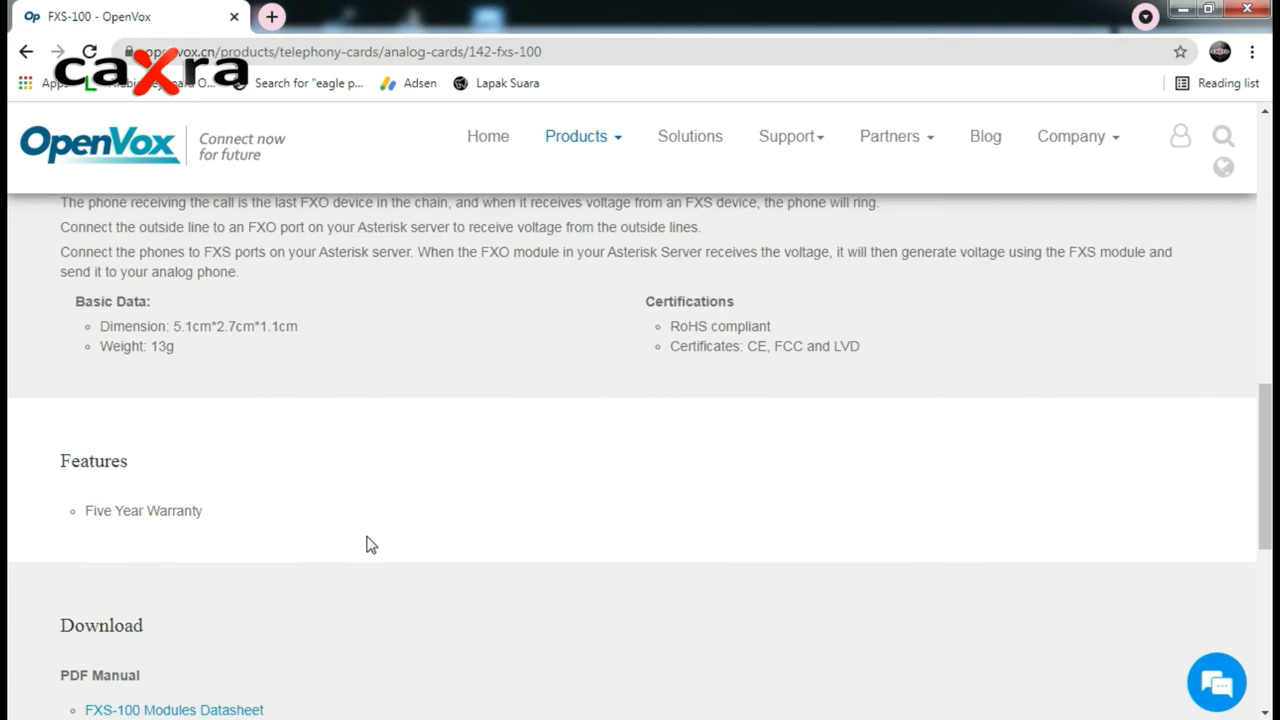 FXS-100 - OpenVox
openvox.cn/products/telephony-cards/analog-cards/142-fxs-100
caXra
Apps
Search for "eagle p...
Adsen
Lapak Suara
Reading list
OpenVox
Connect now
for future
Home
Products
Solutions
Support
Partners
Blog
Company
The phone receiving the call is the last FXO device in the chain, and when it receives voltage from an FXS device, the phone will ring.
Connect the outside line to an FXO port on your Asterisk server to receive voltage from the outside lines.
Connect the phones to FXS ports on your Asterisk server. When the FXO module in your Asterisk Server receives the voltage, it will then generate voltage using the FXS module and
send it to your analog phone.
Basic Data:
Dimension: 5.1cm*2.7cm*1.1cm
Weight: 13g
Certifications
RoHS compliant
Certificates: CE, FCC and LVD
Features
Five Year Warranty
Download
PDF Manual
FXS-100 Modules Datasheet